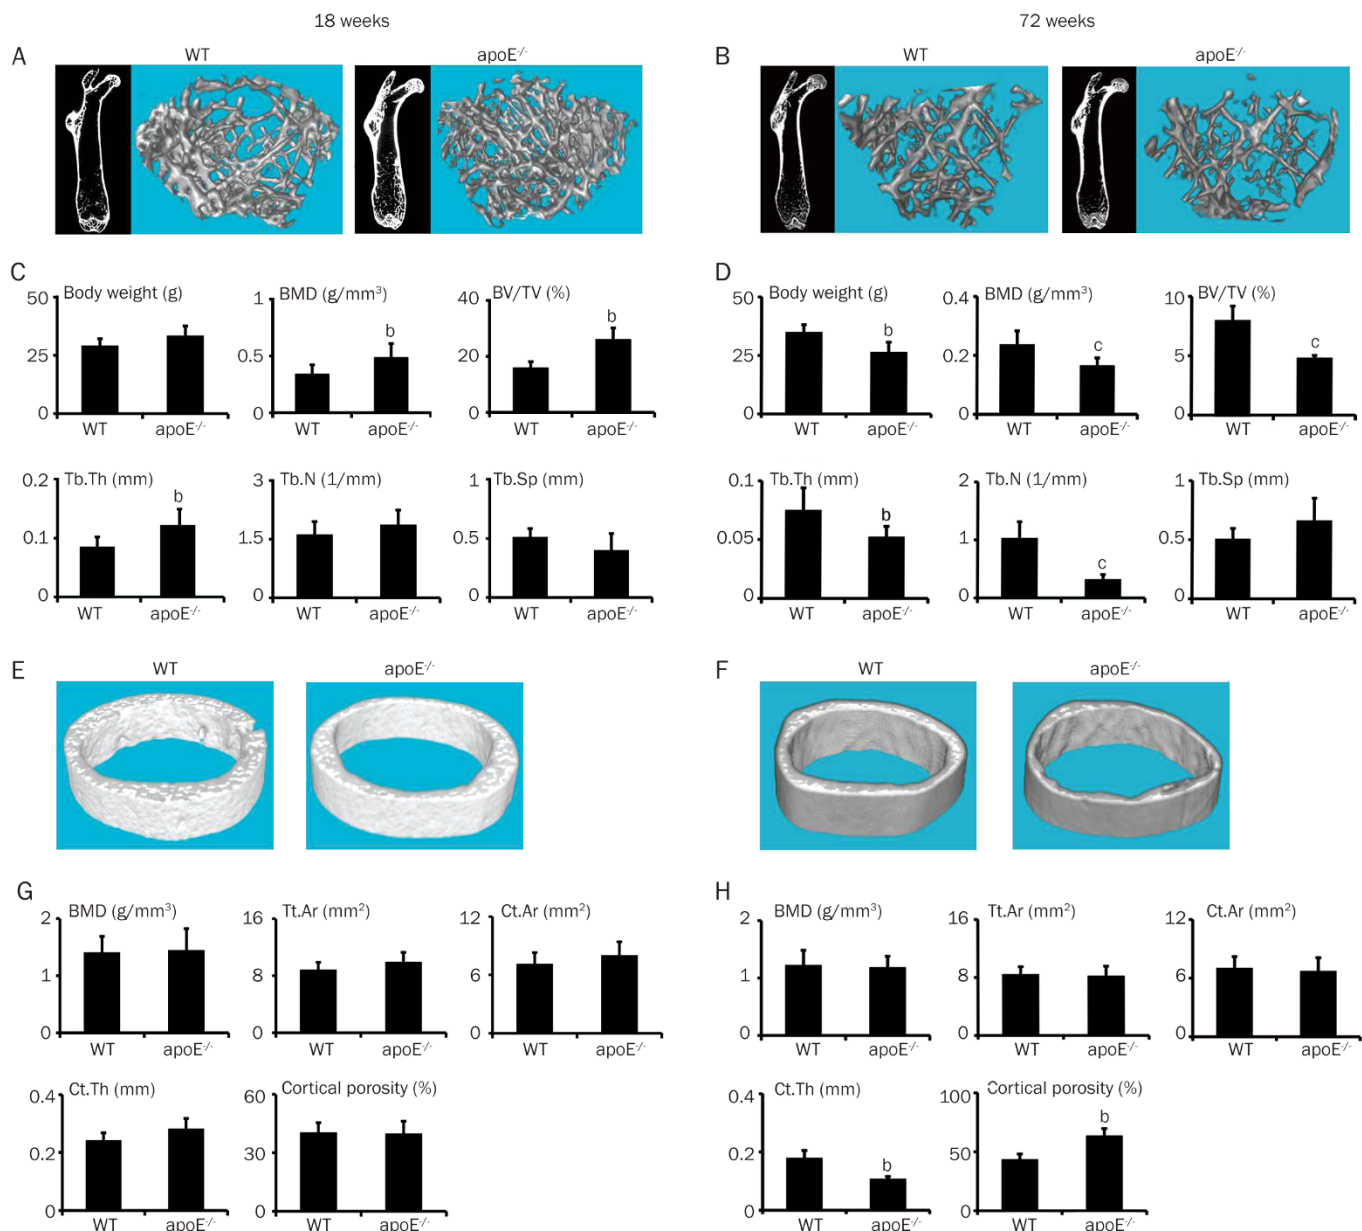 18 weeks
72 weeks
A
WT
apoE-/-
B
WT
apoE-/-
C
Body weight (g)
50
25
0
WT
apoE-/-
BMD (g/mm³)
1
0.5
0
b
WT
apoE-/-
BV/TV (%)
40
20
0
b
WT
apoE-/-
Tb.Th (mm)
0.2
0.1
0
b
WT
apoE-/-
Tb.N (1/mm)
3
1.5
0
WT
apoE-/-
Tb.Sp (mm)
1
0.5
0
WT
apoE-/-
D
Body weight (g)
50
25
0
b
WT
apoE-/-
BMD (g/mm³)
0.4
0.2
0
c
WT
apoE-/-
BV/TV (%)
10
5
0
c
WT
apoE-/-
Tb.Th (mm)
0.1
0.05
0
b
WT
apoE-/-
Tb.N (1/mm)
2
1
0
c
WT
apoE-/-
Tb.Sp (mm)
1
0.5
0
WT
apoE-/-
E
WT
apoE-/-
F
WT
apoE-/-
G
BMD (g/mm³)
2
1
0
WT
apoE-/-
Tt.Ar (mm²)
16
8
0
WT
apoE-/-
Ct.Ar (mm²)
12
6
0
WT
apoE-/-
Ct.Th (mm)
0.4
0.2
0
WT
apoE-/-
Cortical porosity (%)
60
30
0
WT
apoE-/-
H
BMD (g/mm³)
2
1
0
WT
apoE-/-
Tt.Ar (mm²)
16
8
0
WT
apoE-/-
Ct.Ar (mm²)
12
6
0
WT
apoE-/-
Ct.Th (mm)
0.4
0.2
0
b
WT
apoE-/-
Cortical porosity (%)
100
50
0
b
WT
apoE-/-